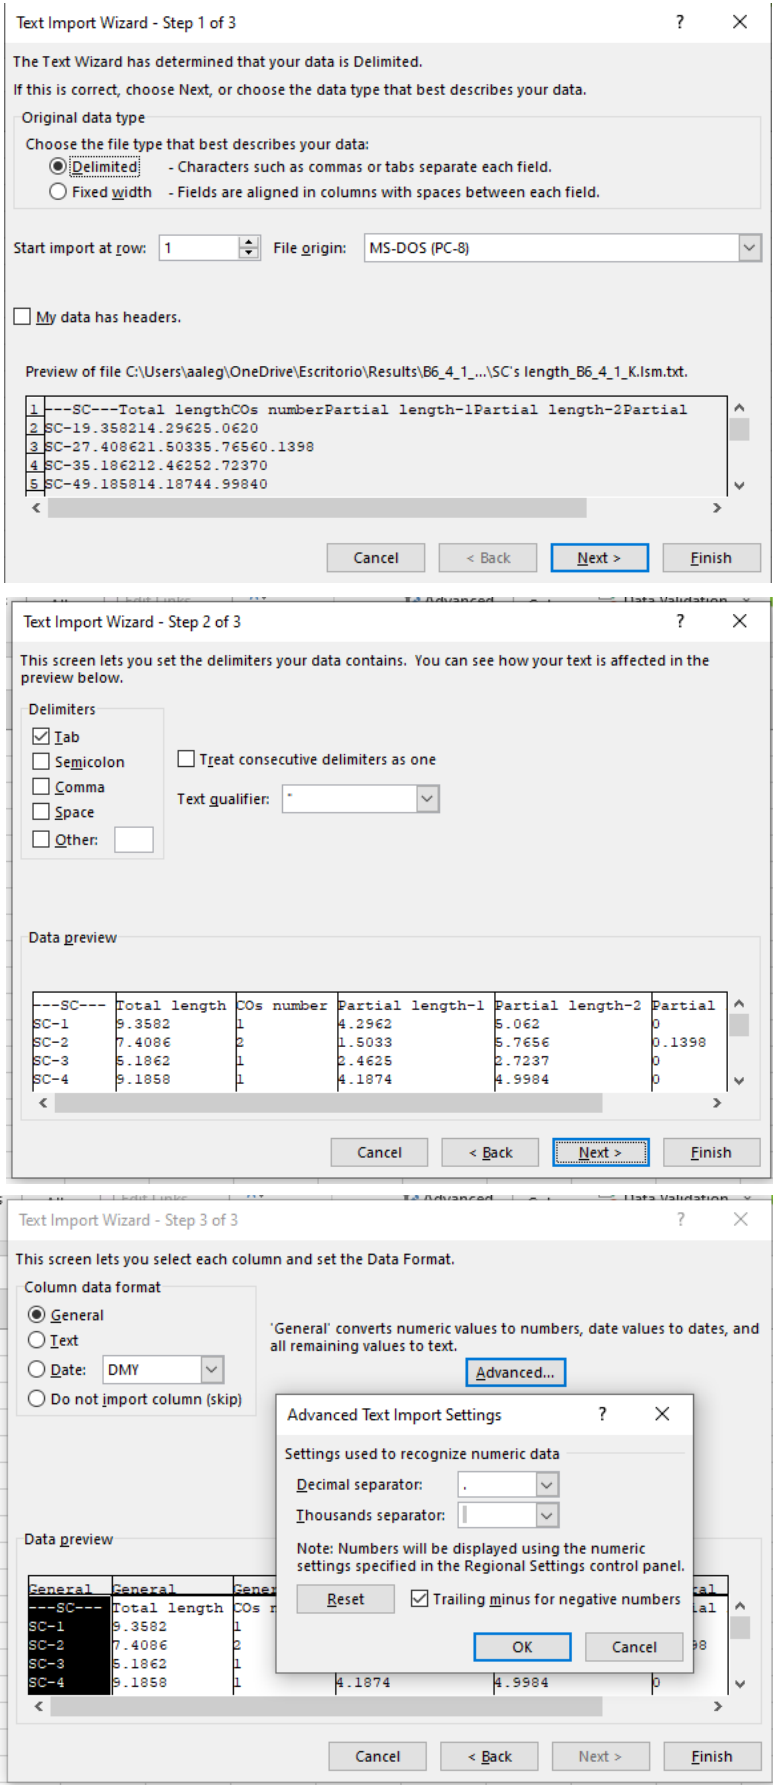 Text Import Wizard - Step 1 of 3
The Text Wizard has determined that your data is Delimited.
If this is correct, choose Next, or choose the data type that best describes your data.
Original data type
Choose the file type that best describes your data:
Delimited - Characters such as commas or tabs separate each field.
Fixed width - Fields are aligned in columns with spaces between each field.
Start import at row: 1 File origin: MS-DOS (PC-8)
My data has headers.
Preview of file C:\Users\aaleg\OneDrive\Escritorio\Results\B6_4_1_...\SC's length_B6_4_1_K.lsm.txt.
1 ---SC---Total lengthCOs numberPartial length-1Partial length-2Partial
2 SC-19.358214.29625.0620
3 SC-27.408621.50335.76560.1398
4 SC-35.186212.46252.72370
5 SC-49.185814.18744.99840
Cancel < Back Next > Finish
Advanced Data Validation
Text Import Wizard - Step 2 of 3
This screen lets you set the delimiters your data contains. You can see how your text is affected in the
preview below.
Delimiters
Tab
Semicolon Treat consecutive delimiters as one
Comma
Text qualifier: "
Space
Other:
Data preview
---SC--- Total length COs number Partial length-1 Partial length-2 Partial
SC-1 9.3582 1 4.2962 5.062 0
SC-2 7.4086 2 1.5033 5.7656 0.1398
SC-3 5.1862 1 2.4625 2.7237 0
SC-4 9.1858 1 4.1874 4.9984 0
Cancel < Back Next > Finish
Edit Links Advanced Data Validation
Text Import Wizard - Step 3 of 3
This screen lets you select each column and set the Data Format.
Column data format
General
Text
Date: DMY
Do not import column (skip)
'General' converts numeric values to numbers, date values to dates, and
all remaining values to text.
Advanced...
Advanced Text Import Settings
Settings used to recognize numeric data
Decimal separator: .
Thousands separator:
Note: Numbers will be displayed using the numeric
settings specified in the Regional Settings control panel.
Reset Trailing minus for negative numbers
OK Cancel
Data preview
General General Gener ral
---SC--- Total length COs n ial
SC-1 9.3582 1
SC-2 7.4086 2 98
SC-3 5.1862 1
SC-4 9.1858 1 4.1874 4.9984 0
Cancel < Back Next > Finish